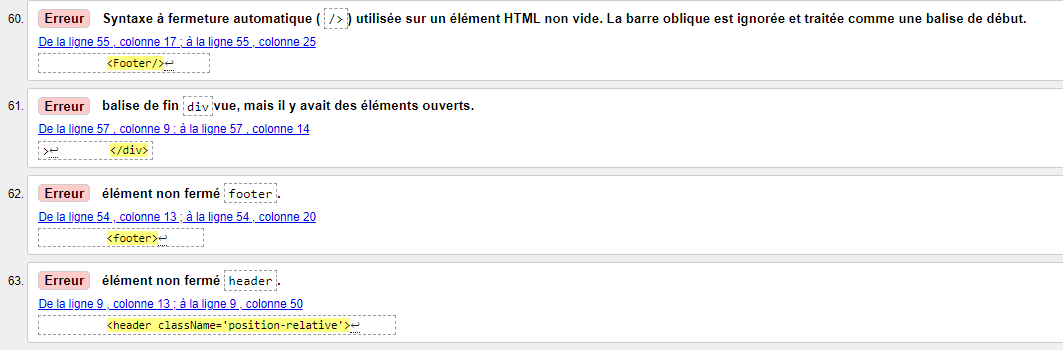 60. Erreur Syntaxe à fermeture automatique ( /> ) utilisée sur un élément HTML non vide. La barre oblique est ignorée et traitée comme une balise de début.
De la ligne 55 , colonne 17 ; à la ligne 55 , colonne 25
<Footer/>↩
61. Erreur balise de fin div vue, mais il y avait des éléments ouverts.
De la ligne 57 , colonne 9 ; à la ligne 57 , colonne 14
>↩ </div>
62. Erreur élément non fermé footer .
De la ligne 54 , colonne 13 ; à la ligne 54 , colonne 20
<footer>↩
63. Erreur élément non fermé header .
De la ligne 9 , colonne 13 ; à la ligne 9 , colonne 50
<header className='position-relative'>↩